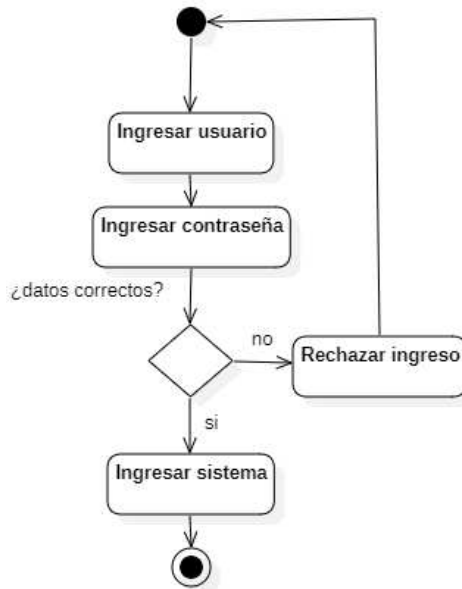 Ingresar usuario
Ingresar contraseña
¿datos correctos?
no
Rechazar ingreso
si
Ingresar sistema